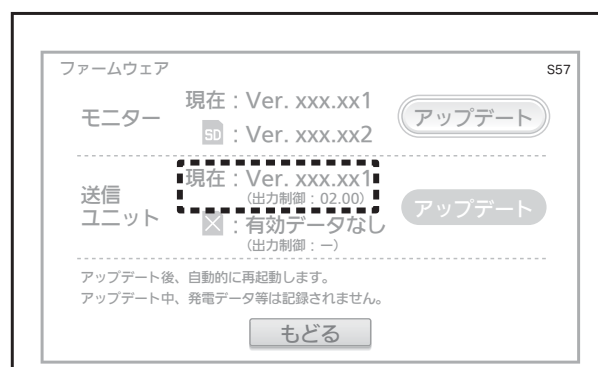 ファームウェア S57
モニター
現在：Ver. xxx.xx1
SD：Ver. xxx.xx2
アップデート
送信
ユニット
現在：Ver. xxx.xx1
（出力制御：02.00）
：有効データなし
（出力制御：－）
アップデート
アップデート後、自動的に再起動します。
アップデート中、発電データ等は記録されません。
もどる